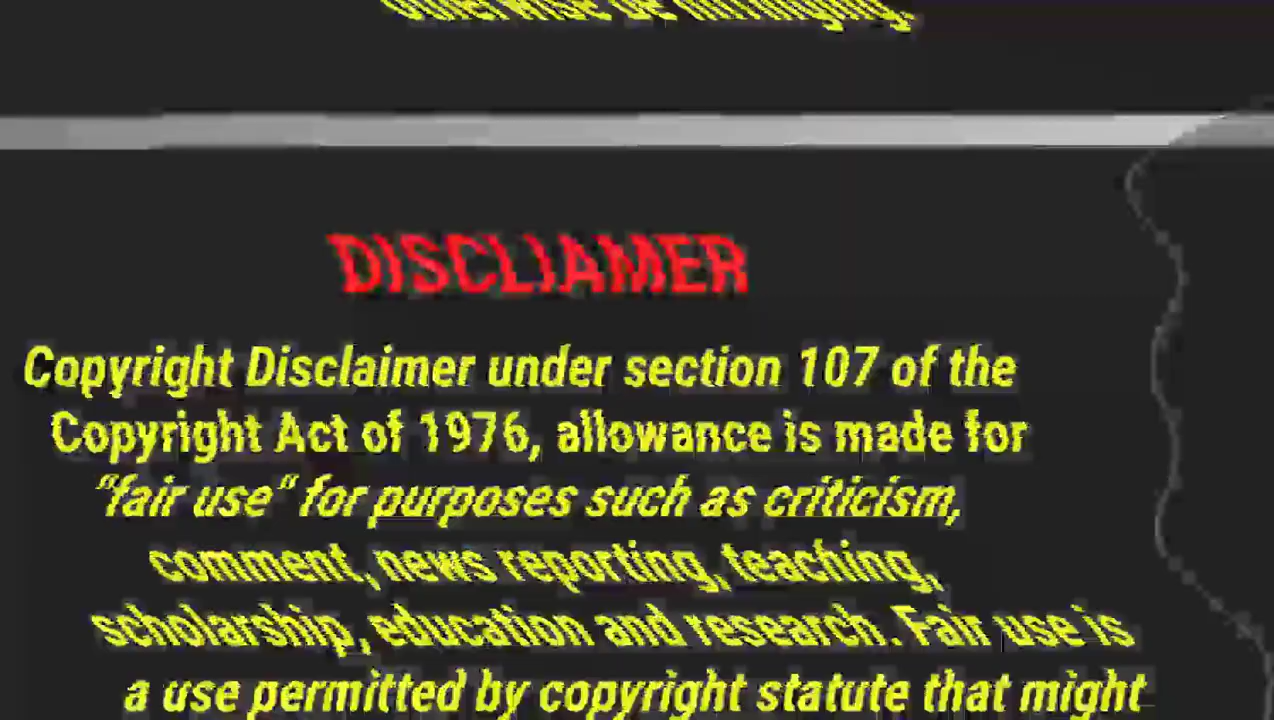 DISCLIAMER
Copyright Disclaimer under section 107 of the
Copyright Act of 1976, allowance is made for
"fair use" for purposes such as criticism,
comment, news reporting, teaching,
scholarship, education and research. Fair use is
a use permitted by copyright statute that might